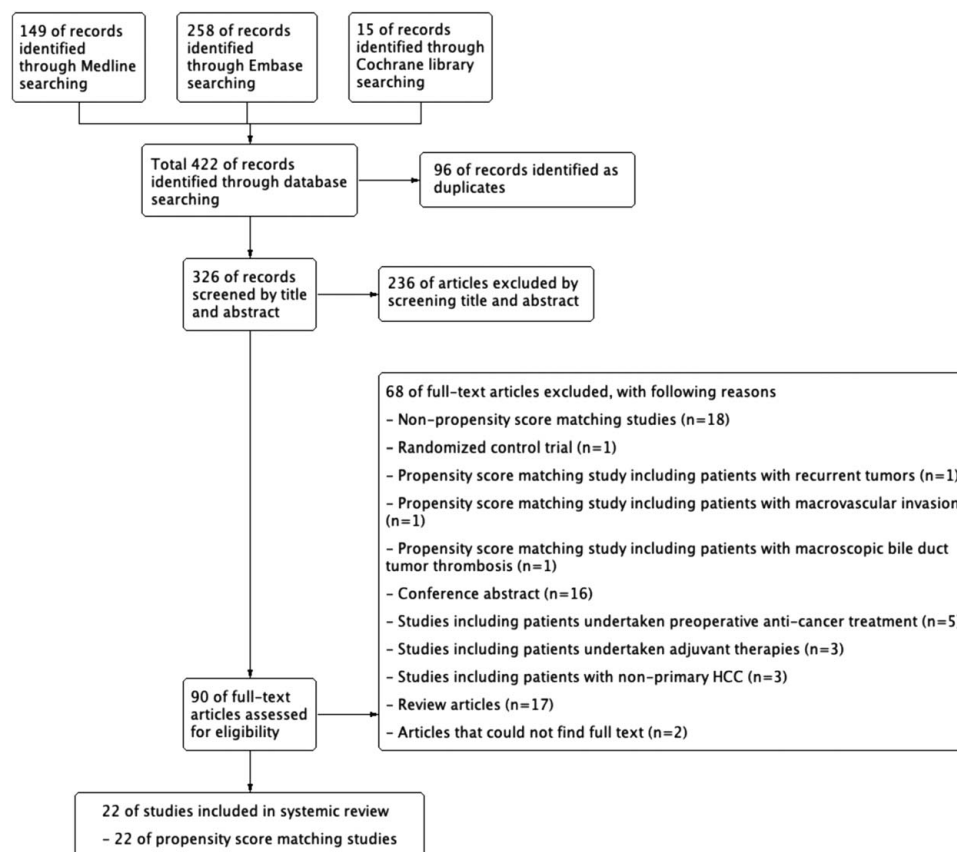 149 of records
identified
through Medline
searching
258 of records
identified
through Embase
searching
15 of records
identified through
Cochrane library
searching
Total 422 of records
identified through database
searching
96 of records identified as
duplicates
326 of records
screened by title
and abstract
236 of articles excluded by
screening title and abstract
68 of full-text articles excluded, with following reasons
- Non-propensity score matching studies (n=18)
- Randomized control trial (n=1)
- Propensity score matching study including patients with recurrent tumors (n=1)
- Propensity score matching study including patients with macrovascular invasion
(n=1)
- Propensity score matching study including patients with macroscopic bile duct
tumor thrombosis (n=1)
- Conference abstract (n=16)
- Studies including patients undertaken preoperative anti-cancer treatment (n=5)
- Studies including patients undertaken adjuvant therapies (n=3)
- Studies including patients with non-primary HCC (n=3)
- Review articles (n=17)
- Articles that could not find full text (n=2)
90 of full-text
articles assessed
for eligibility
22 of studies included in systemic review
- 22 of propensity score matching studies